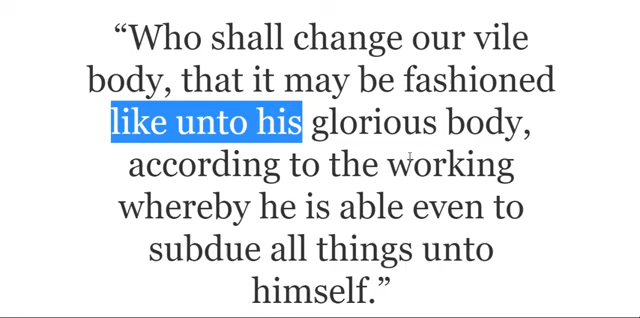 “Who shall change our vile
body, that it may be fashioned
like unto his glorious body,
according to the working
whereby he is able even to
subdue all things unto
himself.”